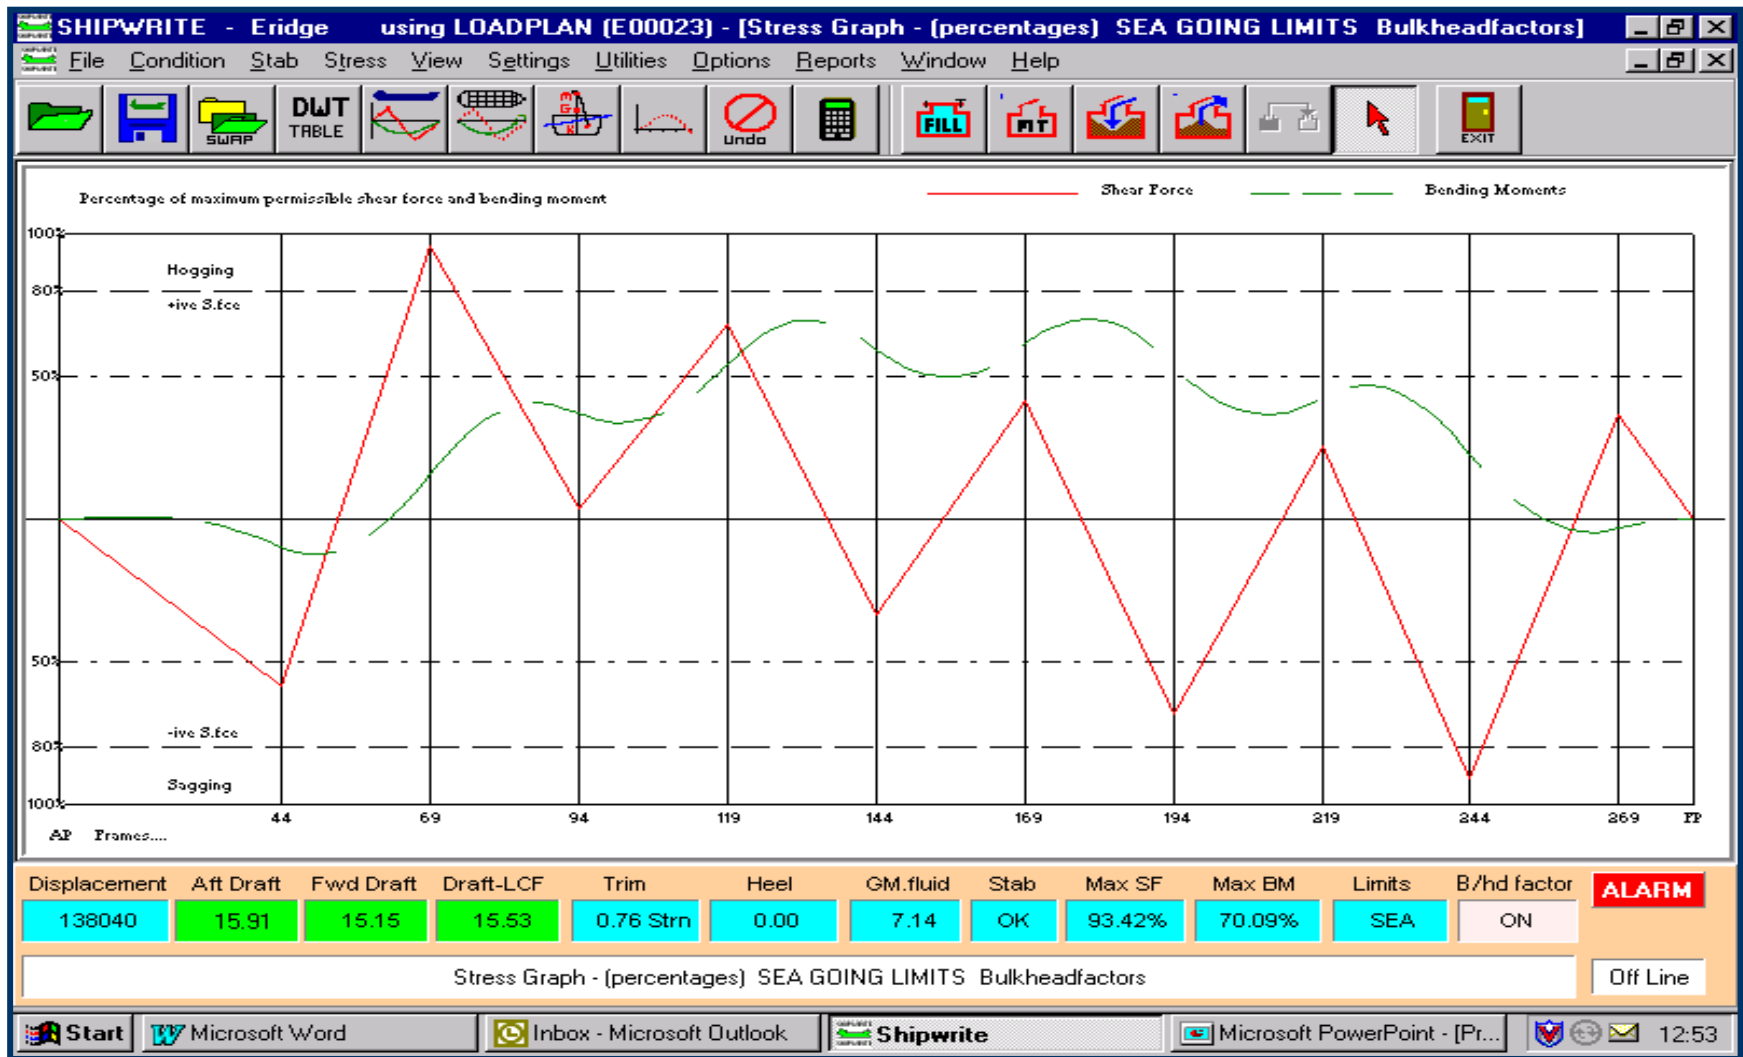 SHIPWRITE - Eridge using LOADPLAN (E00023) - [Stress Graph - (percentages) SEA GOING LIMITS Bulkheadfactors]
File Condition Stab Stress View Settings Utilities Options Reports Window Help
SWAP DWT TABLE Undo FILL EXIT
Percentage of maximum permissible shear force and bending moment Shear Force Bending Moments
100%
Hogging
80%
+ive S.fce
50%
50%
-ive S.fce
80%
Sagging
100%
44 69 94 119 144 169 194 219 244 269 FP
AP Frames....
Displacement Aft Draft Fwd Draft Draft-LCF Trim Heel GM.fluid Stab Max SF Max BM Limits B/hd factor ALARM
138040 15.91 15.15 15.53 0.76 Strn 0.00 7.14 OK 93.42% 70.09% SEA ON
Stress Graph - (percentages) SEA GOING LIMITS Bulkheadfactors Off Line
Start Microsoft Word Inbox - Microsoft Outlook Shipwrite Microsoft PowerPoint - [Pr... 12:53